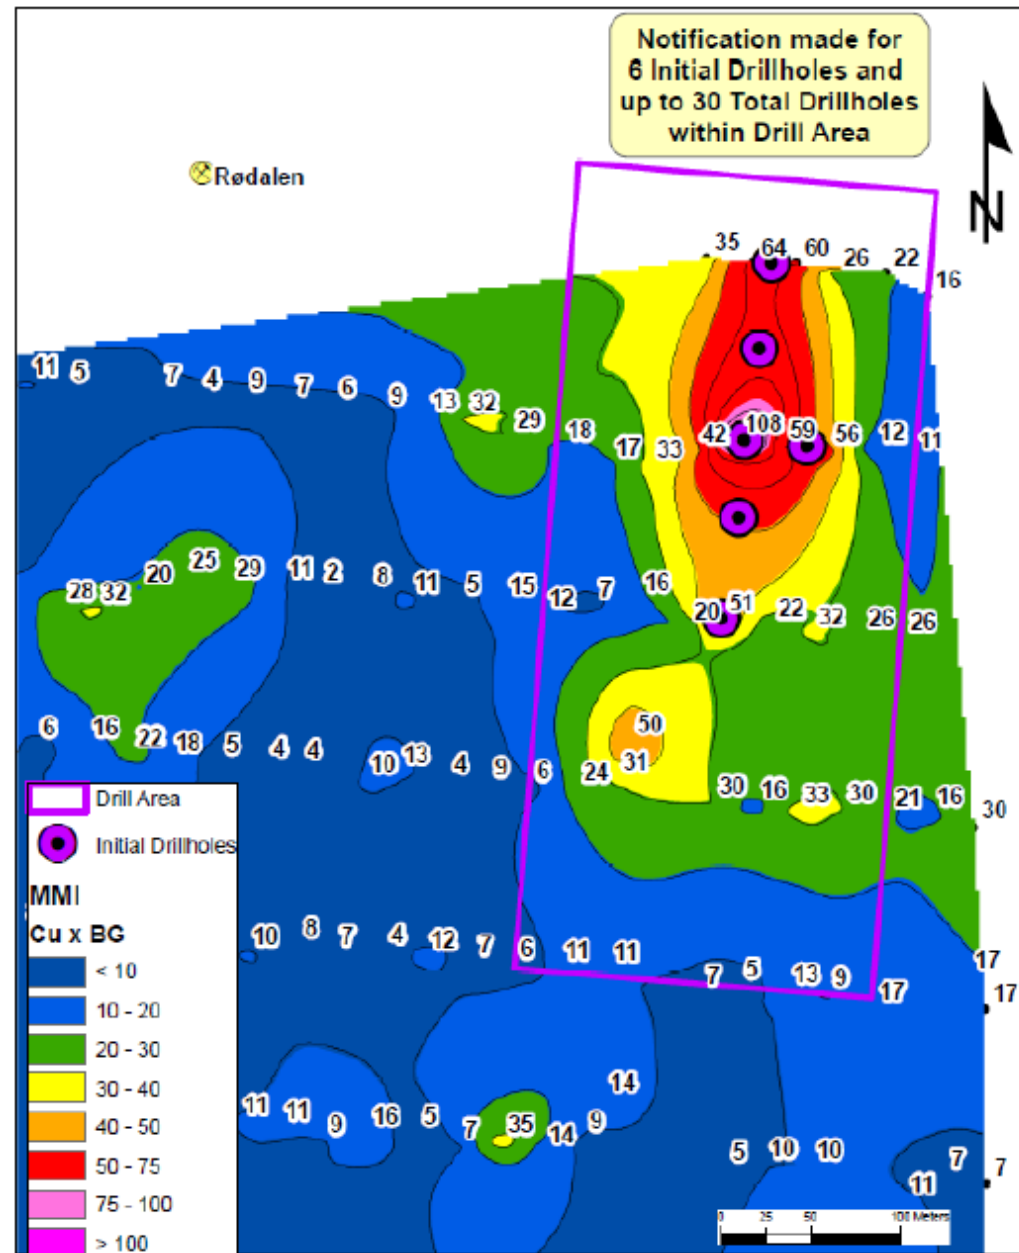 Notification made for
6 Initial Drillholes and
up to 30 Total Drillholes
within Drill Area
Rødalen
N
35 64 60 26 22 16
11 5 7 4 9 7 6 9 13 32 29 18 17 33 42 108 59 56 12 11
28 32 20 25 29 11 2 8 11 5 15 12 7 16 20 51 22 32 26 26
6 16 22 18 5 4 4 10 13 4 9 6 24 50 31 30 16 33 30 21 16 30
Drill Area
Initial Drillholes
MMI
Cu x BG
< 10
10 - 20
20 - 30
30 - 40
40 - 50
50 - 75
75 - 100
> 100
10 8 7 4 12 7 6 11 11 7 5 13 9 17 17 17
11 11 9 16 5 7 35 14 9 14 5 10 10 11 7 7
0 25 50 100 Meters